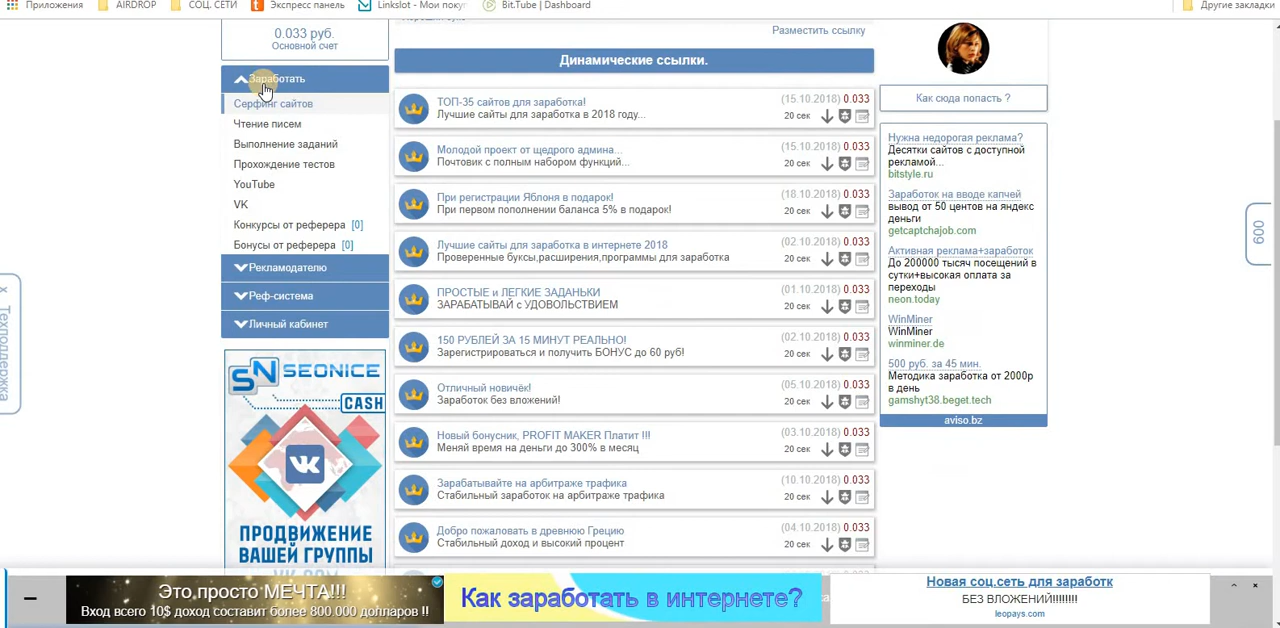 Приложения
AIRDROP
СОЦ. СЕТИ
Экспресс панель
Linkslot - Мои поку
Bit.Tube | Dashboard
Другие закладки
0.033 руб.
Основной счет
Заработать
Серфинг сайтов
Чтение писем
Выполнение заданий
Прохождение тестов
YouTube
VK
Конкурсы от реферера [0]
Бонусы от реферера [0]
Рекламодателю
Реф-система
Личный кабинет
SN SEONICE
CASH
ПРОДВИЖЕНИЕ
ВАШЕЙ ГРУППЫ
Разместить ссылку
Динамические ссылки.
ТОП-35 сайтов для заработка! (15.10.2018) 0.033
Лучшие сайты для заработка в 2018 году... 20 сек
Молодой проект от щедрого админа... (15.10.2018) 0.033
Почтовик с полным набором функций... 20 сек
При регистрации Яблоня в подарок! (18.10.2018) 0.033
При первом пополнении баланса 5% в подарок! 20 сек
Лучшие сайты для заработка в интернете 2018 (02.10.2018) 0.033
Проверенные буксы,расширения,программы для заработка 20 сек
ПРОСТЫЕ и ЛЕГКИЕ ЗАДАНЬКИ (01.10.2018) 0.033
ЗАРАБАТЫВАЙ с УДОВОЛЬСТВИЕМ 20 сек
150 РУБЛЕЙ ЗА 15 МИНУТ РЕАЛЬНО! (02.10.2018) 0.033
Зарегистрироваться и получить БОНУС до 60 руб! 20 сек
Отличный новичёк! (05.10.2018) 0.033
Заработок без вложений! 20 сек
Новый бонусник, PROFIT MAKER Платит !!! (03.10.2018) 0.033
Меняй время на деньги до 300% в месяц 20 сек
Зарабатывайте на арбитраже трафика (10.10.2018) 0.033
Стабильный заработок на арбитраже трафика 20 сек
Добро пожаловать в древнюю Грецию (04.10.2018) 0.033
Стабильный доход и высокий процент 20 сек
Как сюда попасть ?
Нужна недорогая реклама?
Десятки сайтов с доступной
рекламой...
bitstyle.ru
Заработок на вводе капчей
вывод от 50 центов на яндекс
деньги
getcaptchajob.com
Активная реклама+заработок
До 200000 тысяч посещений в
сутки+высокая оплата за
переходы
neon.today
WinMiner
WinMiner
winminer.de
500 руб. за 45 мин.
Методика заработка от 2000р
в день
gamshyt38.beget.tech
aviso.bz
600
x Техподдержка
Это просто МЕЧТА!!!
Вход всего 10$ доход составит более 800.000 долларов !!
Как заработать в интернете?
Новая соц.сеть для заработк
БЕЗ ВЛОЖЕНИЙ!!!!!!!!
leopays.com